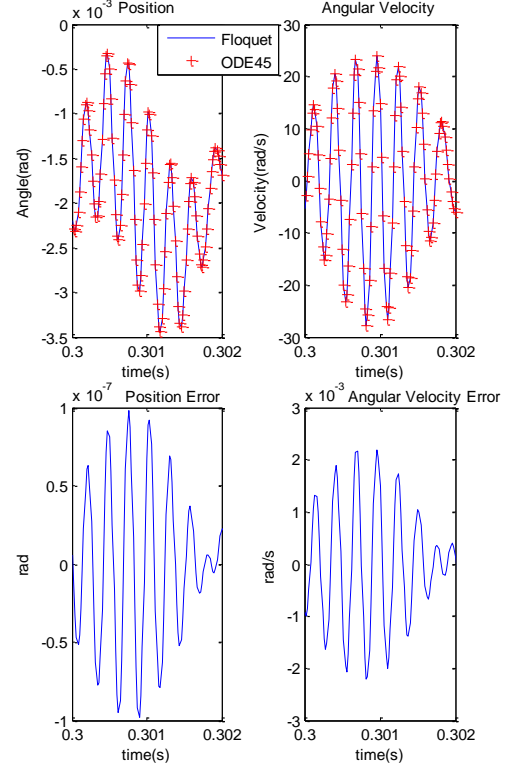 x 10⁻³ Position
Angular Velocity
0
-0.5
-1
-1.5
-2
-2.5
-3
-3.5
Angle(rad)
0.3
0.301
0.302
time(s)
Floquet
ODE45
30
20
10
0
-10
-20
-30
Velocity(rad/s)
0.3
0.301
0.302
time(s)
x 10⁻⁷ Position Error
1
0.5
0
-0.5
-1
rad
0.3
0.301
0.302
time(s)
x 10⁻³ Angular Velocity Error
3
2
1
0
-1
-2
-3
rad/s
0.3
0.301
0.302
time(s)